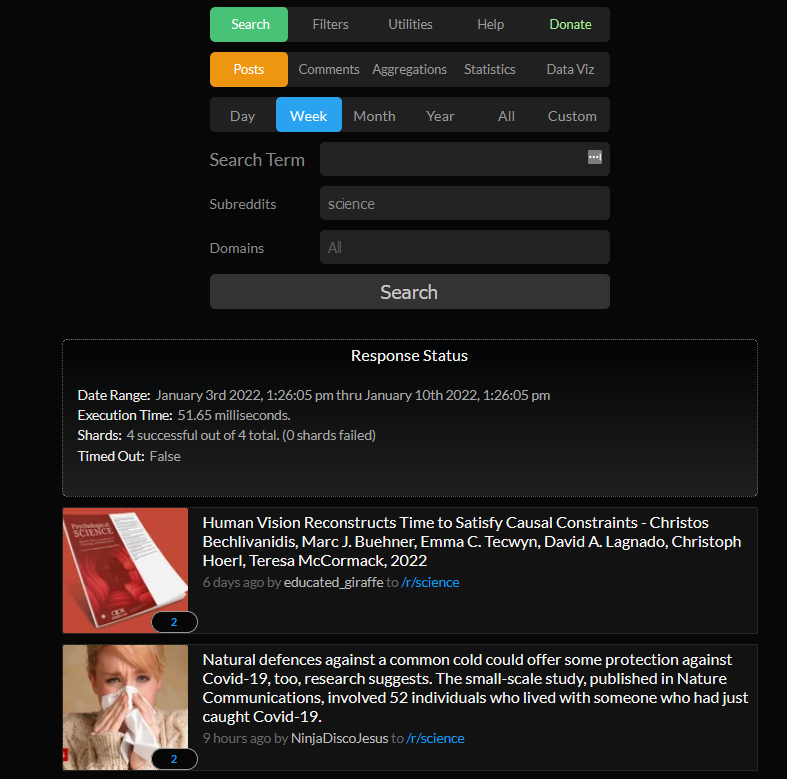 Search Filters Utilities Help Donate
Posts Comments Aggregations Statistics Data Viz
Day Week Month Year All Custom
Search Term
Subreddits science
Domains All
Search
Response Status
Date Range: January 3rd 2022, 1:26:05 pm thru January 10th 2022, 1:26:05 pm
Execution Time: 51.65 milliseconds.
Shards: 4 successful out of 4 total. (0 shards failed)
Timed Out: False
Psychological
SCIENCE
2
Human Vision Reconstructs Time to Satisfy Causal Constraints - Christos
Bechlivanidis, Marc J. Buehner, Emma C. Tecwyn, David A. Lagnado, Christoph
Hoerl, Teresa McCormack, 2022
6 days ago by educated_giraffe to /r/science
2
Natural defences against a common cold could offer some protection against
Covid-19, too, research suggests. The small-scale study, published in Nature
Communications, involved 52 individuals who lived with someone who had just
caught Covid-19.
9 hours ago by NinjaDiscoJesus to /r/science